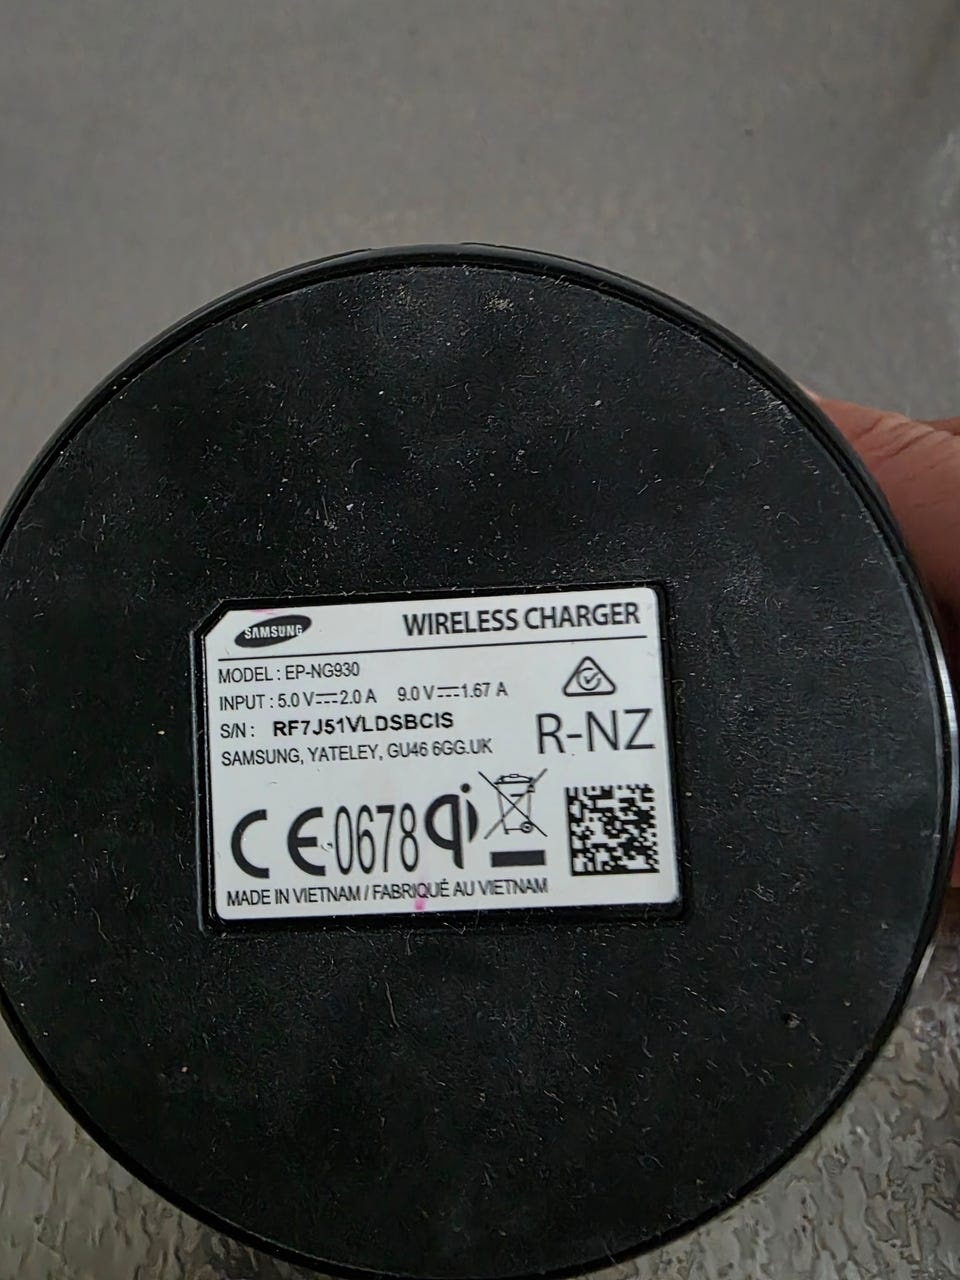 SAMSUNG WIRELESS CHARGER
MODEL : EP-NG930
INPUT : 5.0 V⎓2.0 A 9.0 V⎓1.67 A
S/N : RF7J51VLDSBCIS
R-NZ
SAMSUNG, YATELEY, GU46 6GG.UK
CE0678 qi
MADE IN VIETNAM / FABRIQUÉ AU VIETNAM